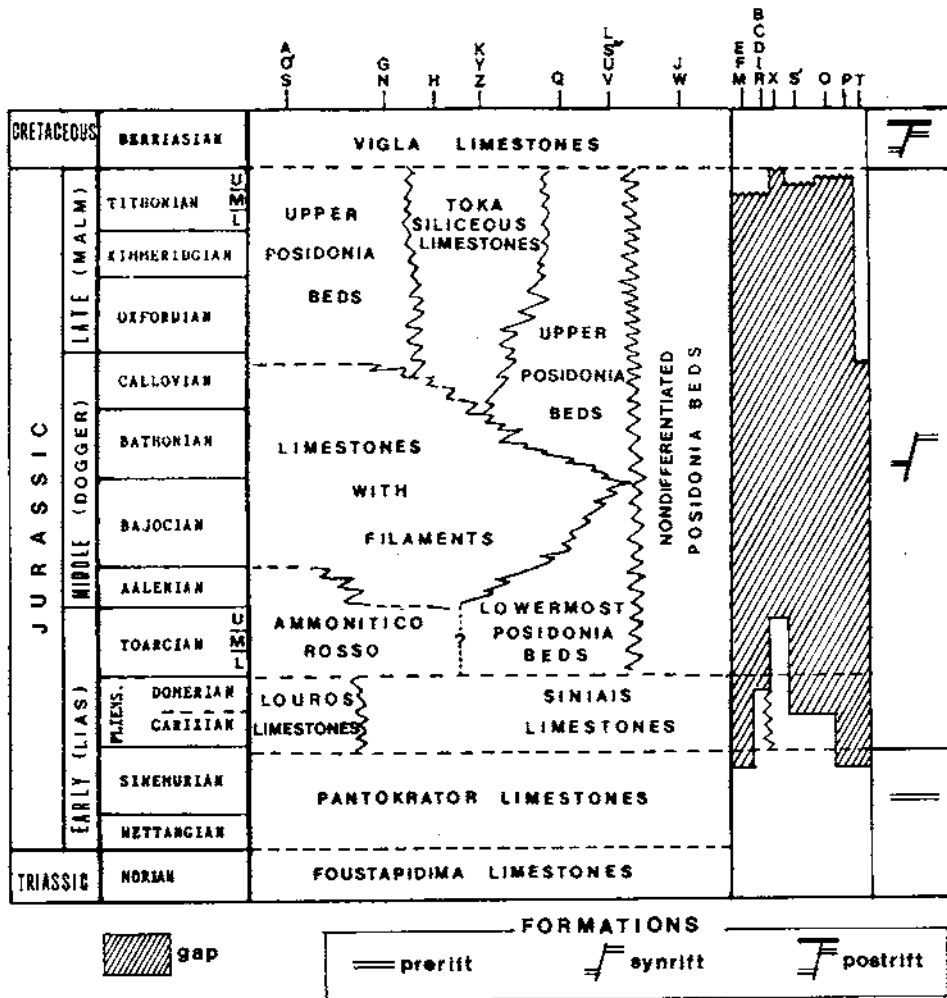 A Q' S
G N
H
K Y Z
Q
L S" U V
J W
E F M
B C D I R
X
S'
O
P T
CRETACEOUS
BERRIASIAN
VIGLA LIMESTONES
JURASSIC
LATE (MALM)
TITHONIAN
U
M
L
KIMMERIDGIAN
OXFORDIAN
UPPER
POSIDONIA
BEDS
TOKA
SILICEOUS
LIMESTONES
UPPER
POSIDONIA
BEDS
NONDIFFERENTIATED
POSIDONIA BEDS
MIDDLE (DOGGER)
CALLOVIAN
BATHONIAN
BAJOCIAN
AALENIAN
LIMESTONES
WITH
FILAMENTS
EARLY (LIAS)
TOARCIAN
U
M
L
AMMONITICO
ROSSO
?
LOWERMOST
POSIDONIA
BEDS
PLIENS.
DOMERIAN
CARIXIAN
LOUROS
LIMESTONES
SINIAIS
LIMESTONES
SINEMURIAN
HETTANGIAN
PANTOKRATOR LIMESTONES
TRIASSIC
NORIAN
FOUSTAPIDIMA LIMESTONES
gap
FORMATIONS
prerift
synrift
postrift